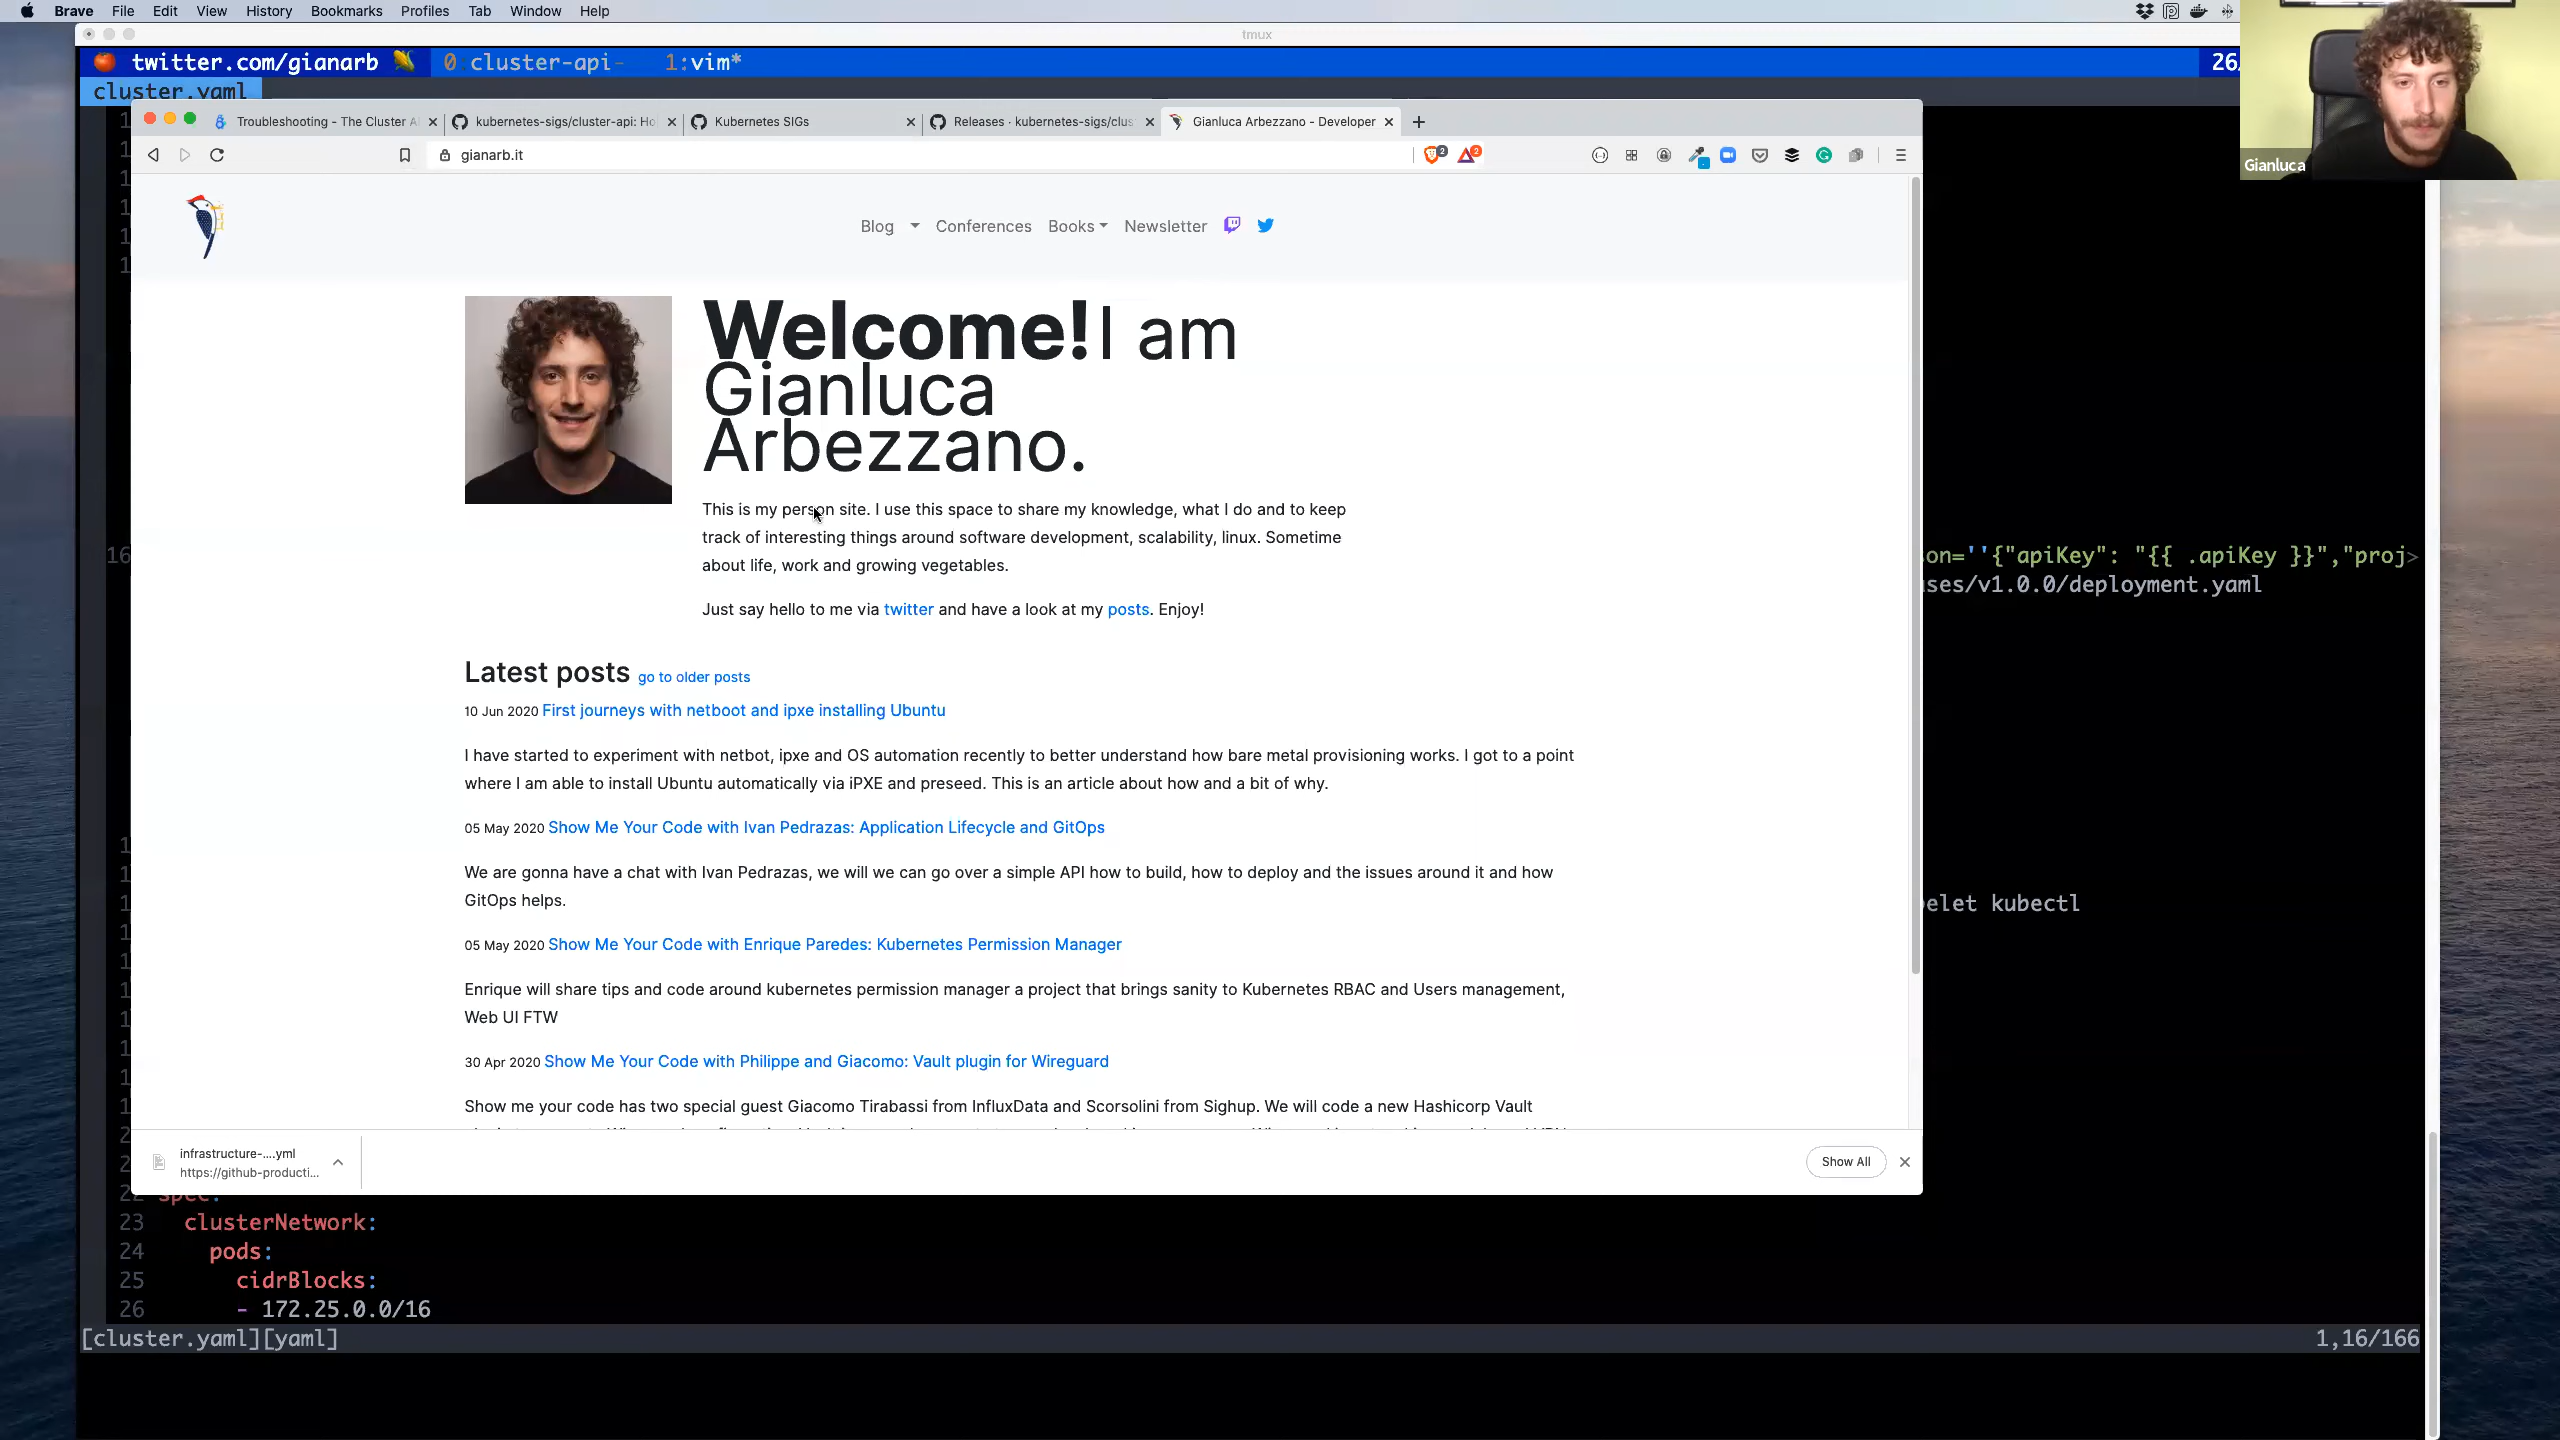 Brave File Edit View History Bookmarks Profiles Tab Window Help
tmux
twitter.com/gianarb 0 cluster-api- 1:vim* 26
cluster.yaml
Gianluca
Troubleshooting - The Cluster A
kubernetes-sigs/cluster-api: Ho
Kubernetes SIGs
Releases · kubernetes-sigs/clus
Gianluca Arbezzano - Developer
gianarb.it
2 2
Blog Conferences Books Newsletter
Welcome! I am
Gianluca
Arbezzano.
This is my person site. I use this space to share my knowledge, what I do and to keep
track of interesting things around software development, scalability, linux. Sometime
about life, work and growing vegetables.
Just say hello to me via twitter and have a look at my posts. Enjoy!
Latest posts go to older posts
10 Jun 2020 First journeys with netboot and ipxe installing Ubuntu
I have started to experiment with netbot, ipxe and OS automation recently to better understand how bare metal provisioning works. I got to a point
where I am able to install Ubuntu automatically via iPXE and preseed. This is an article about how and a bit of why.
05 May 2020 Show Me Your Code with Ivan Pedrazas: Application Lifecycle and GitOps
We are gonna have a chat with Ivan Pedrazas, we will we can go over a simple API how to build, how to deploy and the issues around it and how
GitOps helps.
05 May 2020 Show Me Your Code with Enrique Paredes: Kubernetes Permission Manager
Enrique will share tips and code around kubernetes permission manager a project that brings sanity to Kubernetes RBAC and Users management,
Web UI FTW
30 Apr 2020 Show Me Your Code with Philippe and Giacomo: Vault plugin for Wireguard
Show me your code has two special guest Giacomo Tirabassi from InfluxData and Scorsolini from Sighup. We will code a new Hashicorp Vault
16
on=''{"apiKey": "{{ .apiKey }}","proj>
ses/v1.0.0/deployment.yaml
elet kubectl
infrastructure-....yml
https://github-producti...
Show All
22 spec:
23 clusterNetwork:
24 pods:
25 cidrBlocks:
26 - 172.25.0.0/16
[cluster.yaml][yaml] 1,16/166